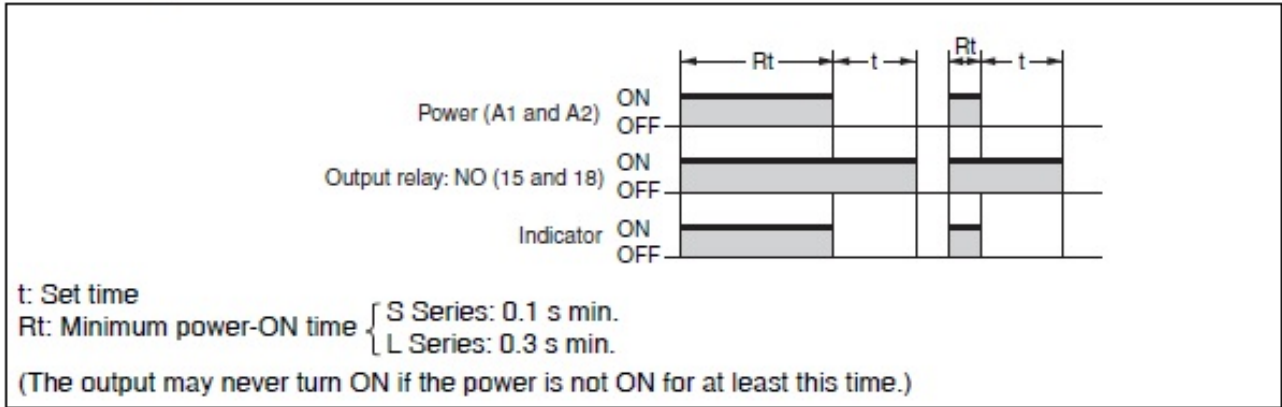 Rt t Rt t
Power (A1 and A2) ON
OFF
Output relay: NO (15 and 18) ON
OFF
Indicator ON
OFF
t: Set time
Rt: Minimum power-ON time { S Series: 0.1 s min.
L Series: 0.3 s min.
(The output may never turn ON if the power is not ON for at least this time.)